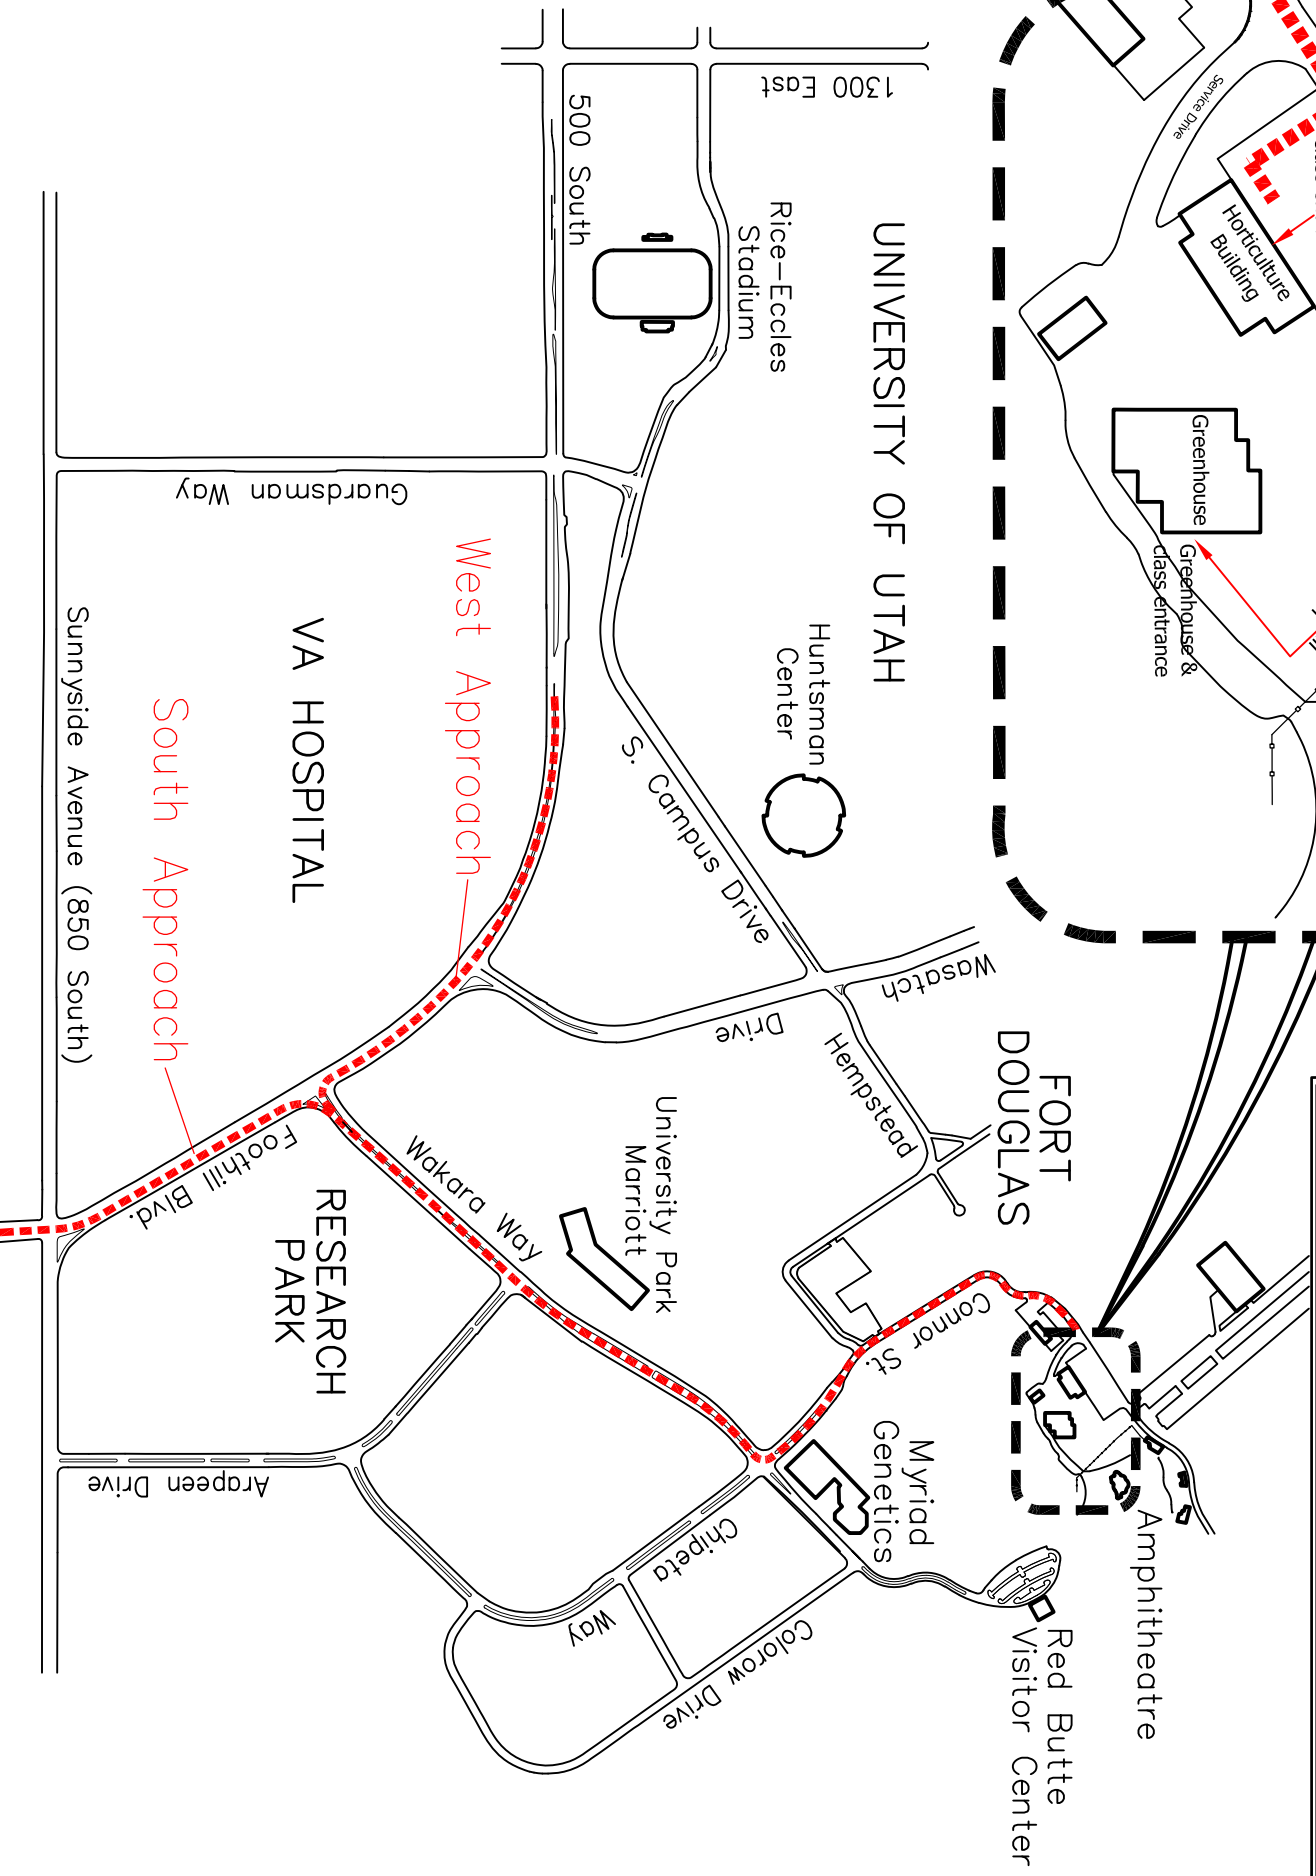 1300 East
500 South
Rice-Eccles
Stadium
UNIVERSITY OF UTAH
Service Drive
Horticulture
Building
Greenhouse
Greenhouse &
class entrance
Guardsman Way
West Approach
VA HOSPITAL
South Approach
Sunnyside Avenue (850 South)
Huntsman
Center
S. Campus Drive
Wasatch
Drive
Hempstead
FORT
DOUGLAS
Foothill Blvd.
Wakara Way
University Park
Marriott
RESEARCH
PARK
Connor St.
Myriad
Genetics
Arapeen Drive
Chipeta
Way
Colorow Drive
Amphitheatre
Red Butte
Visitor Center